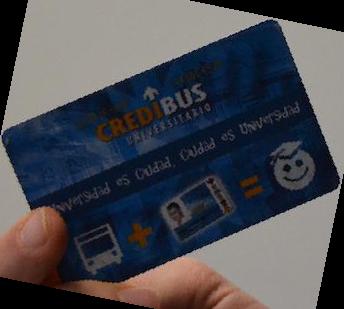 CREDIBUS
UNIVERSITARIO
Universidad es Ciudad, Ciudad es Universidad
+ =